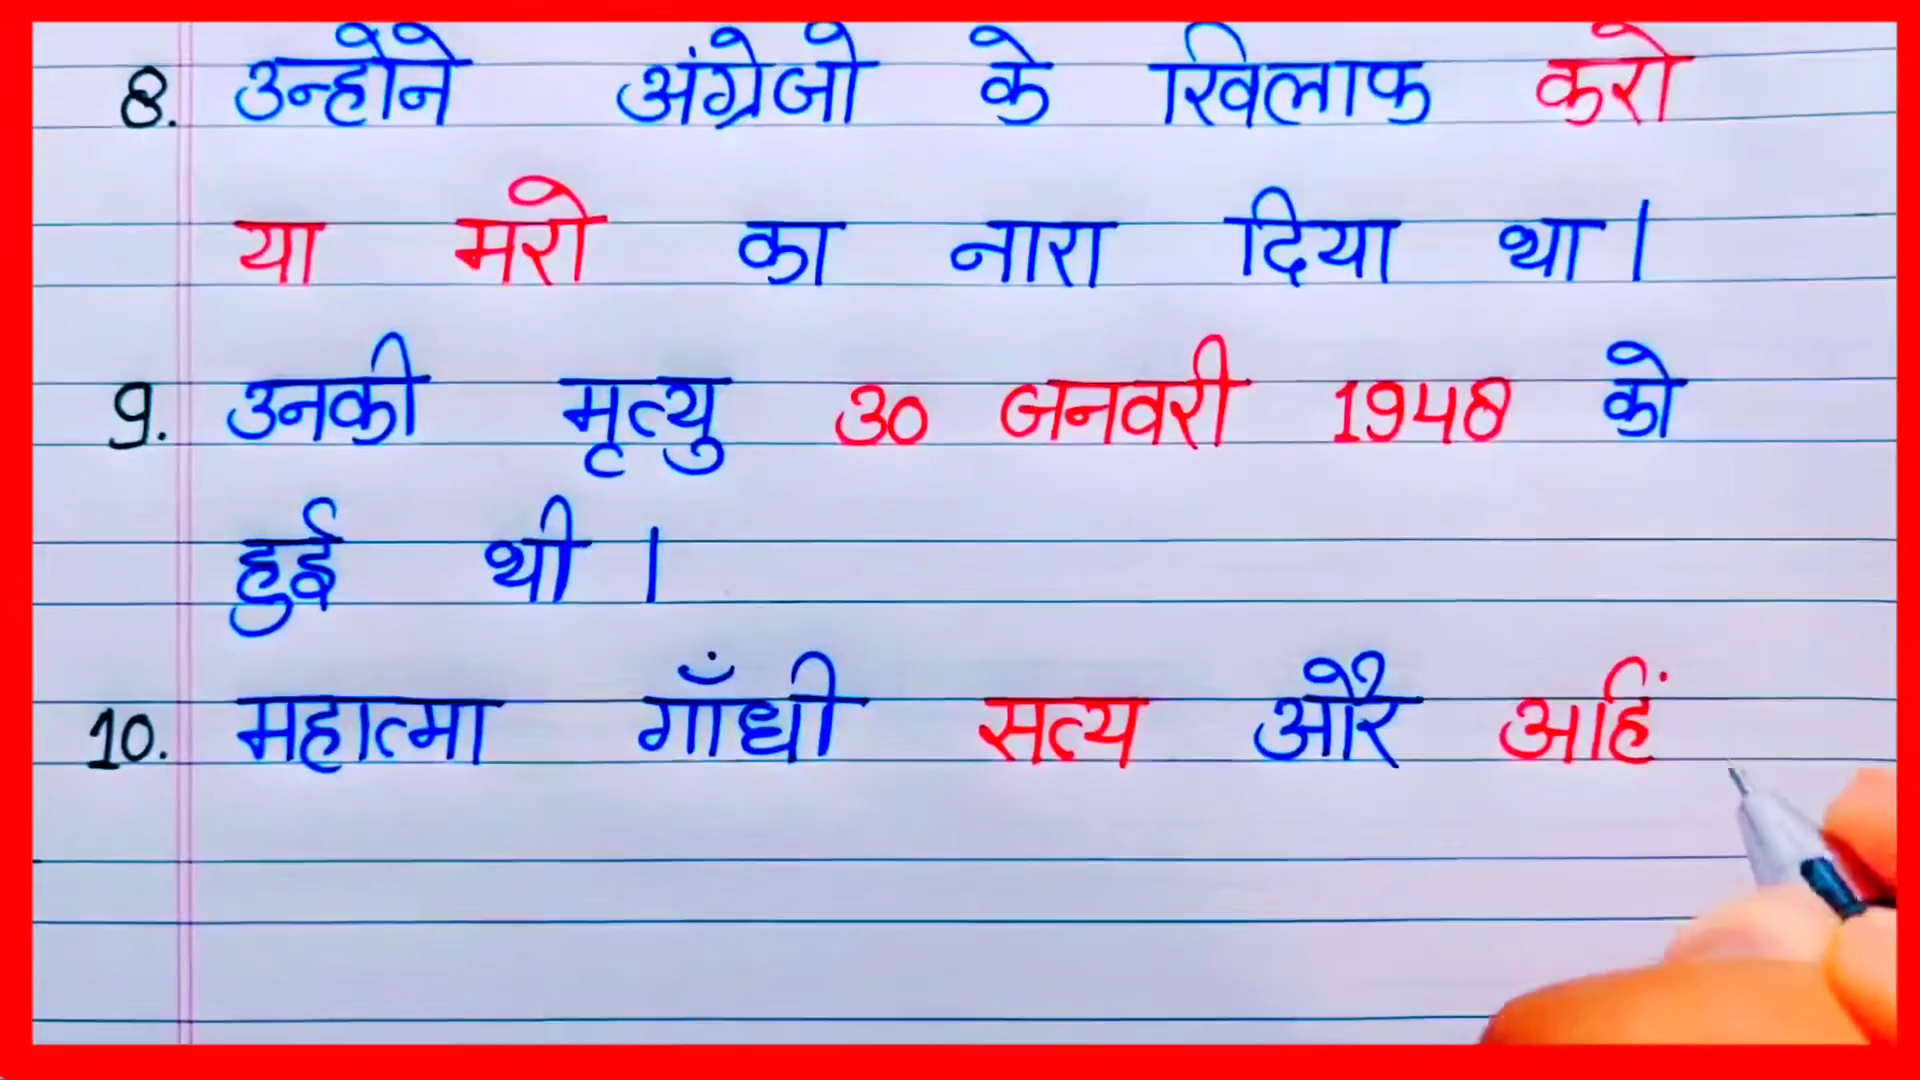 8. उन्होंने अंग्रेजो के खिलाफ करो
या मरो का नारा दिया था।
9. उनकी मृत्यु 30 जनवरी 1948 को
हुई थी।
10. महात्मा गाँधी सत्य और अहिं